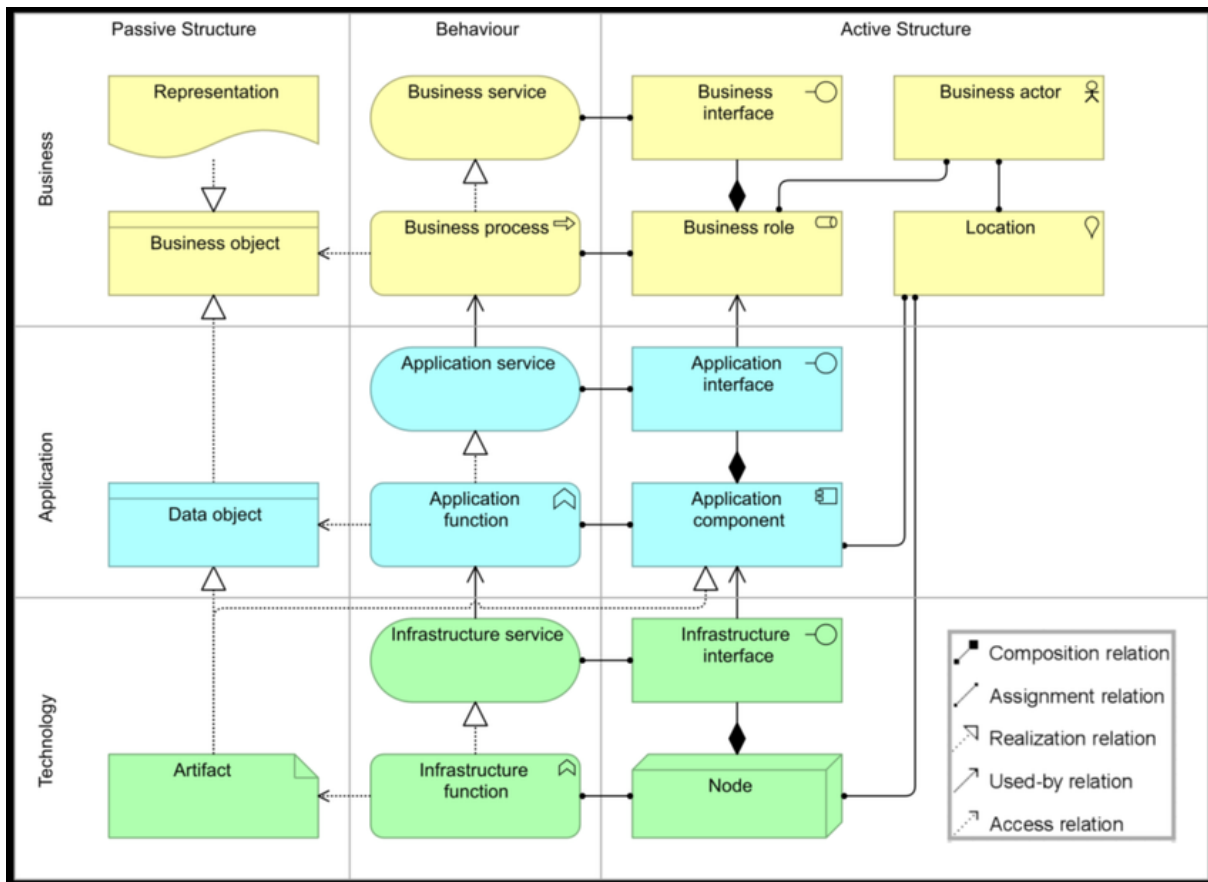 Passive Structure
Behaviour
Active Structure
Business
Representation
Business service
Business
interface
Business actor
Business object
Business process
Business role
Location
Application
Application service
Application
interface
Data object
Application
function
Application
component
Technology
Infrastructure service
Infrastructure
interface
Artifact
Infrastructure
function
Node
Composition relation
Assignment relation
Realization relation
Used-by relation
Access relation